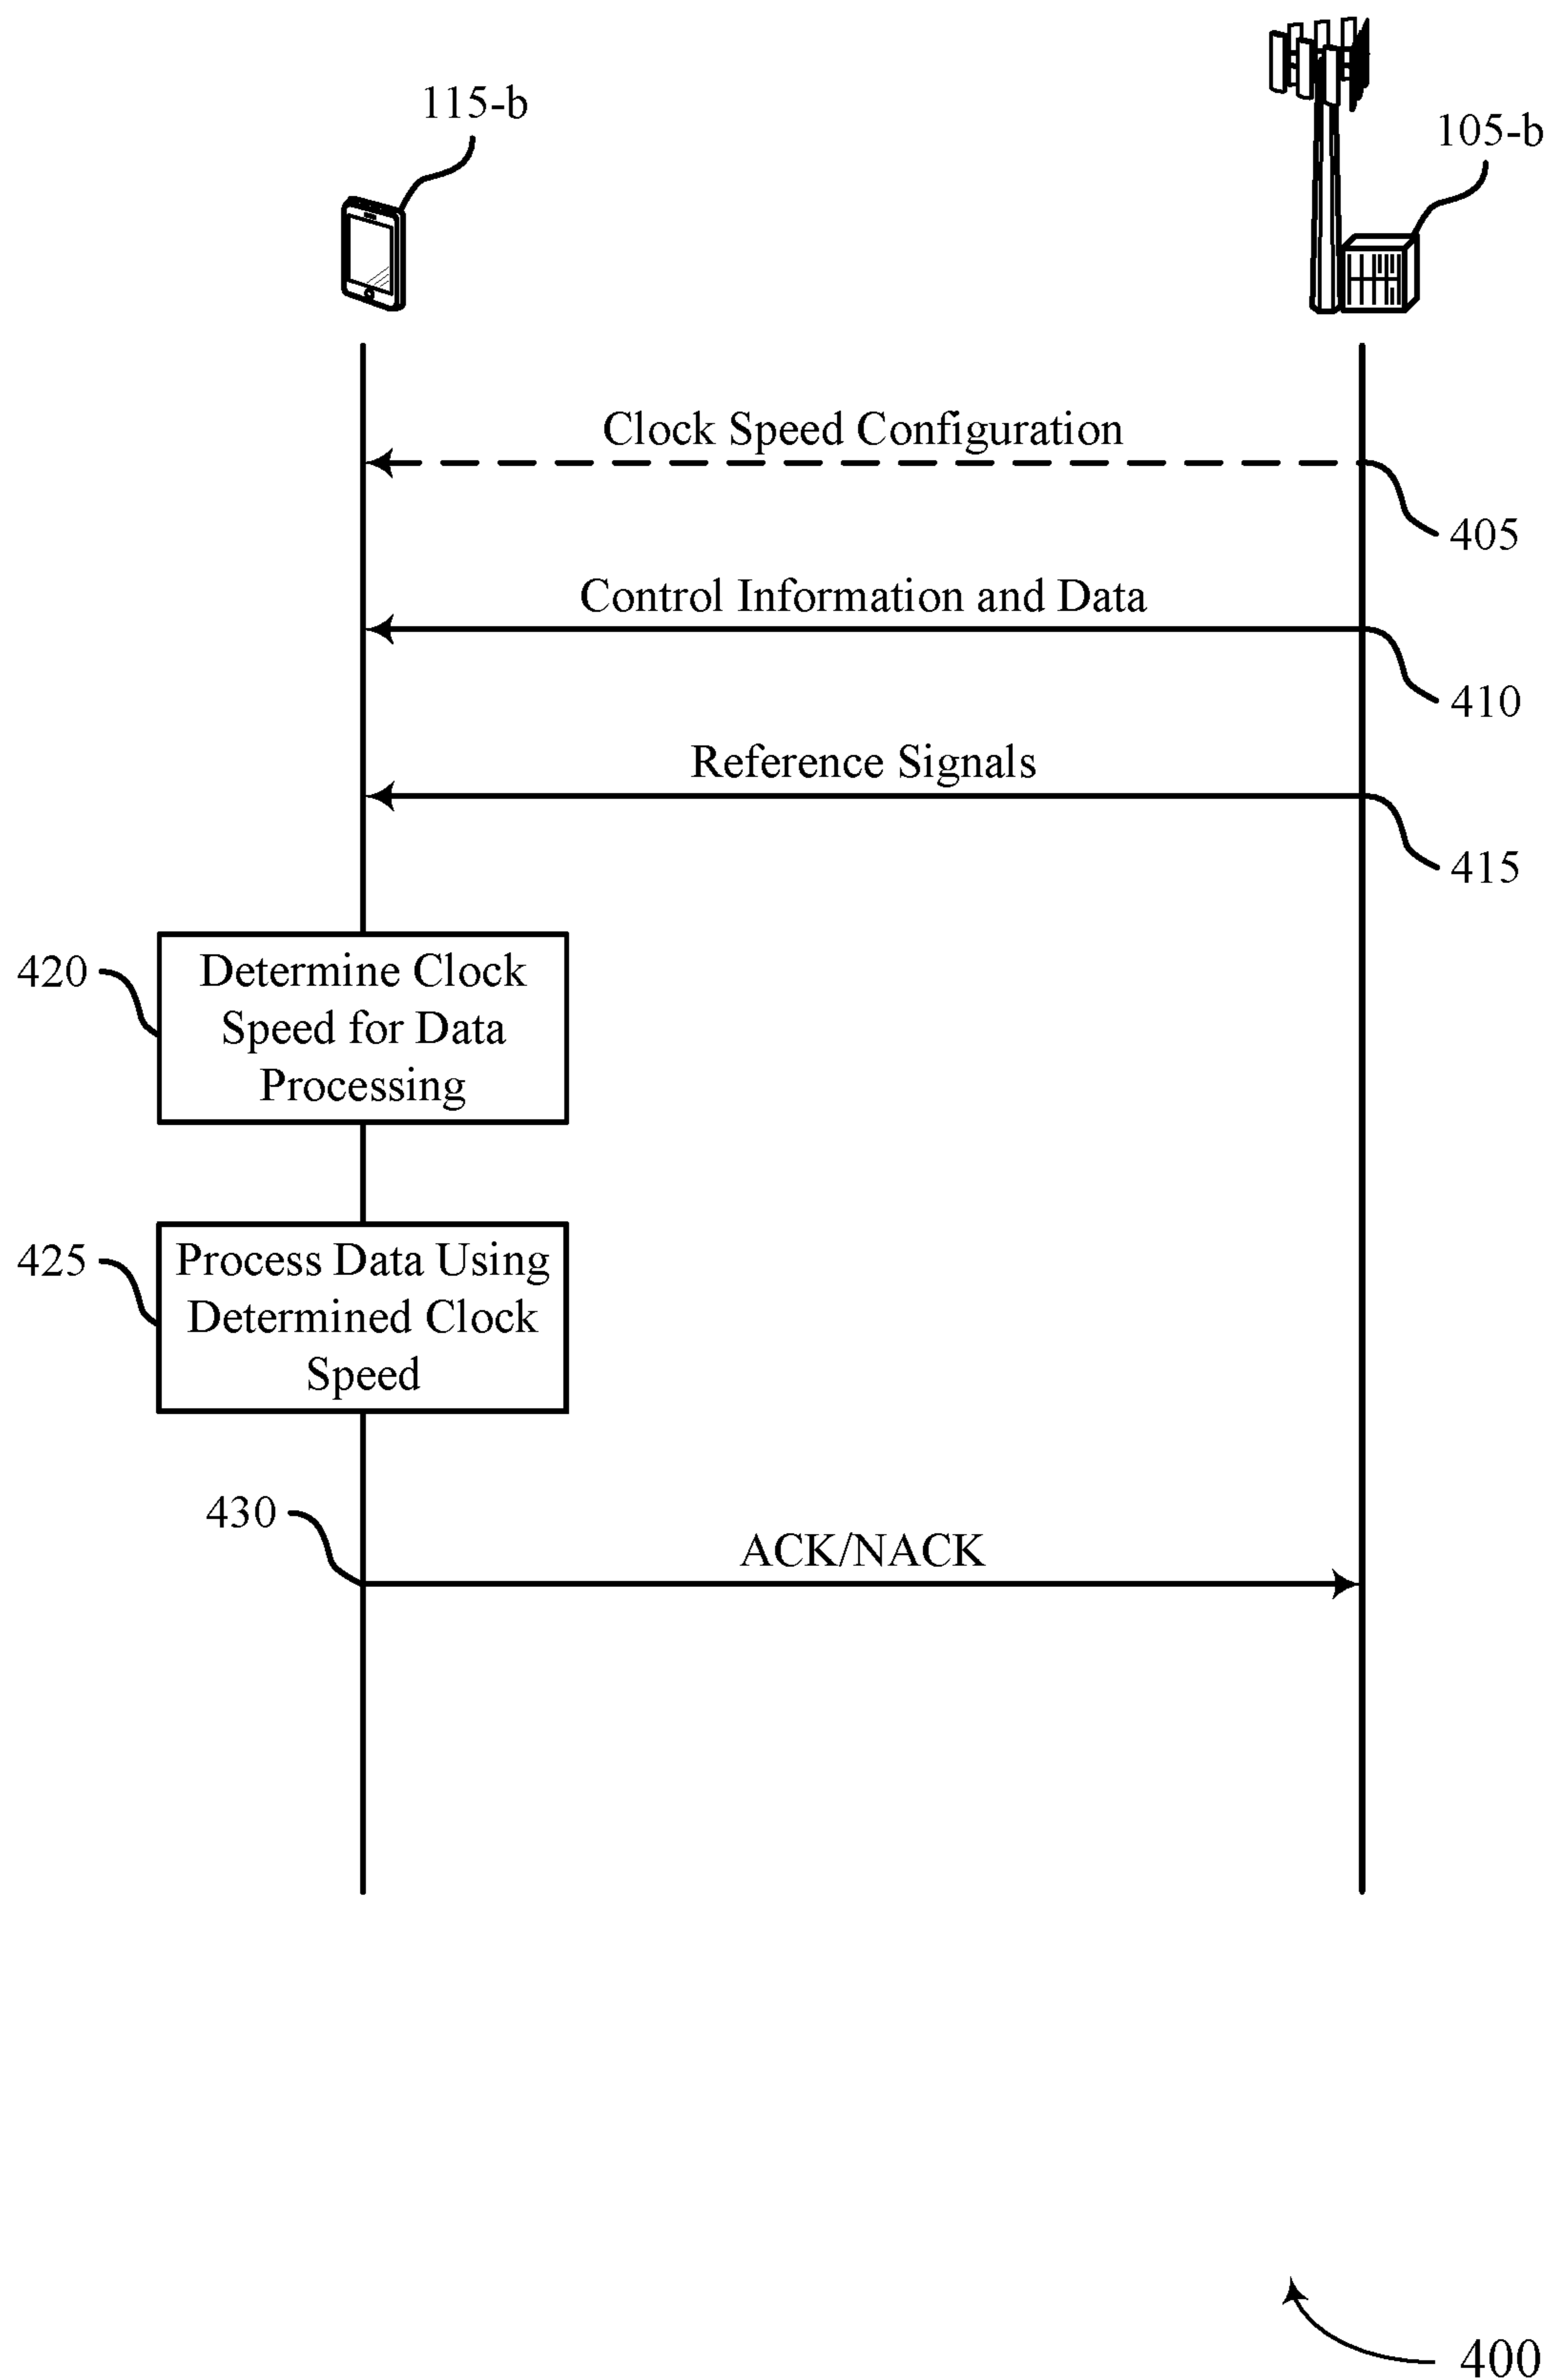 115-b
105-b
Clock Speed Configuration
405
Control Information and Data
410
Reference Signals
415
420
Determine Clock
Speed for Data
Processing
425
Process Data Using
Determined Clock
Speed
430
ACK/NACK
400